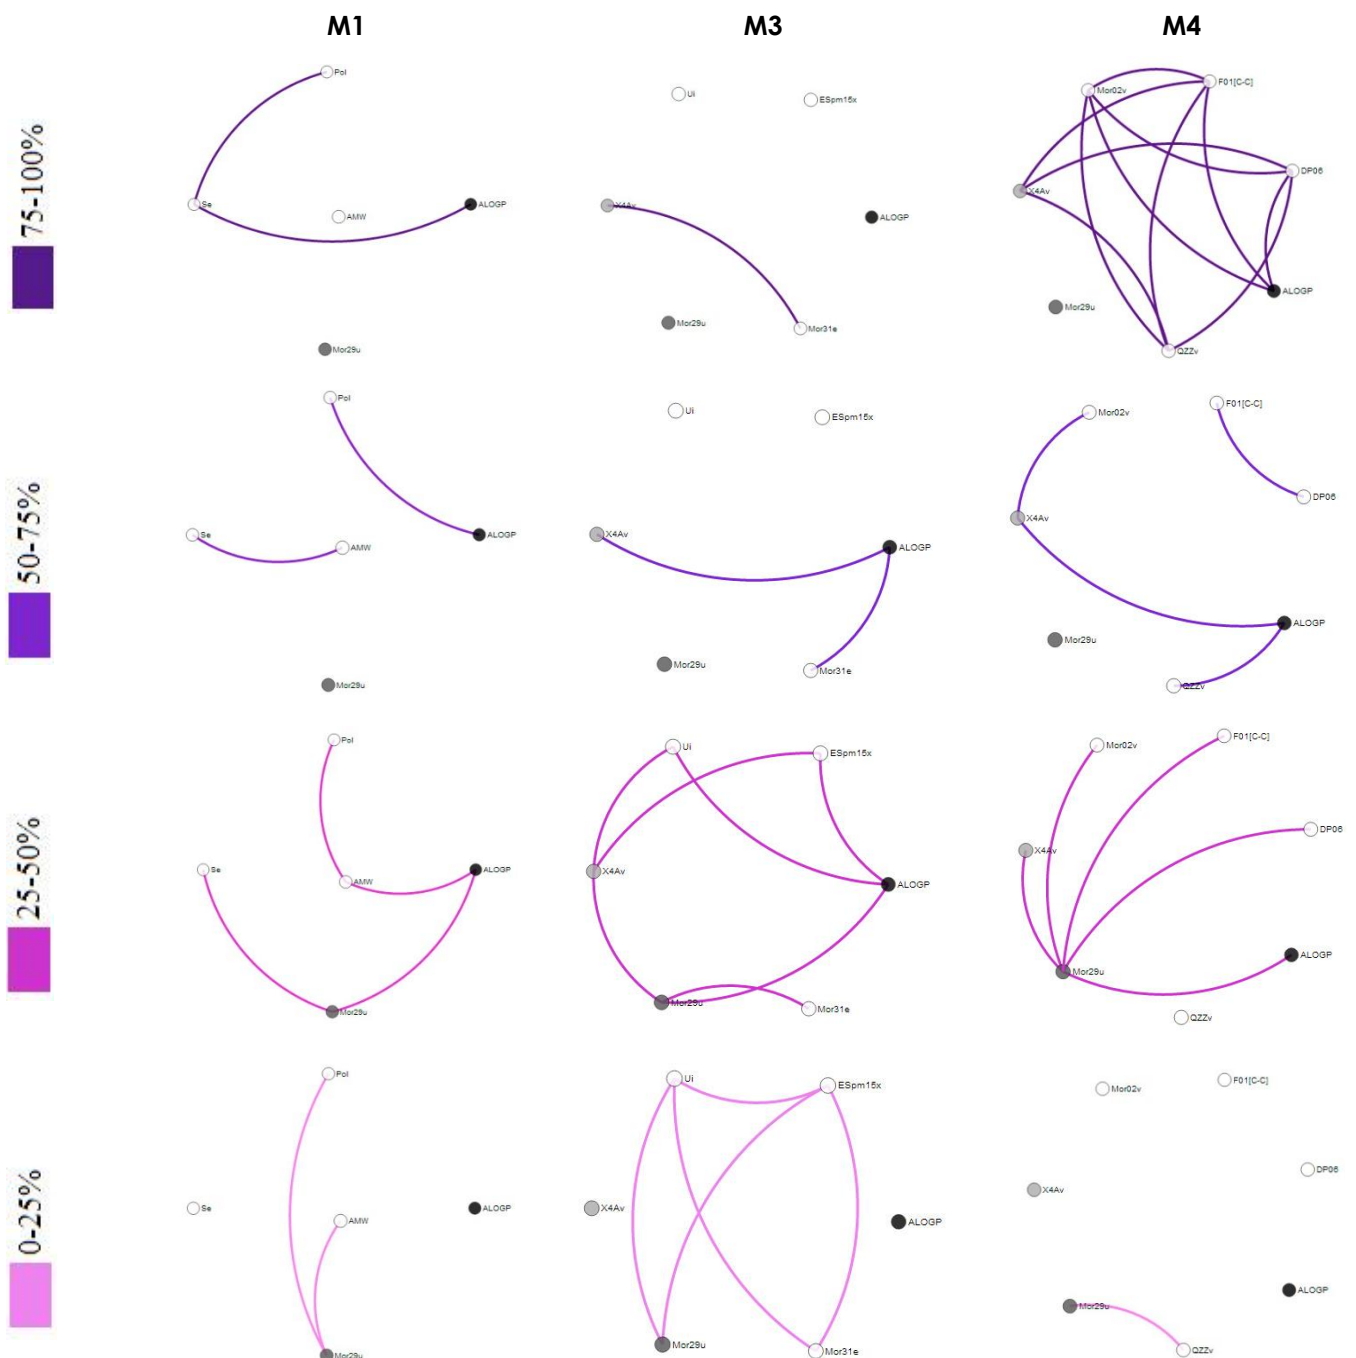 M1 M3 M4
75-100%
Pol
Se
AMW
ALOGP
Mor29u
Ui
ESpm15x
X4Av
ALOGP
Mor29u
Mor31e
Mor02v
F01[C-C]
DP06
X4Av
ALOGP
Mor29u
QZZv
50-75%
Pol
Se
AMW
ALOGP
Mor29u
Ui
ESpm15x
X4Av
ALOGP
Mor29u
Mor31e
F01[C-C]
Mor02v
DP06
X4Av
ALOGP
Mor29u
QZZv
25-50%
Pol
Se
AMW
ALOGP
Mor29u
Ui
ESpm15x
X4Av
ALOGP
Mor29u
Mor31e
F01[C-C]
Mor02v
DP06
X4Av
ALOGP
Mor29u
QZZv
0-25%
Pol
Se
AMW
ALOGP
Mor29u
Ui
ESpm15x
X4Av
ALOGP
Mor29u
Mor31e
F01[C-C]
Mor02v
DP06
X4Av
ALOGP
Mor29u
QZZv